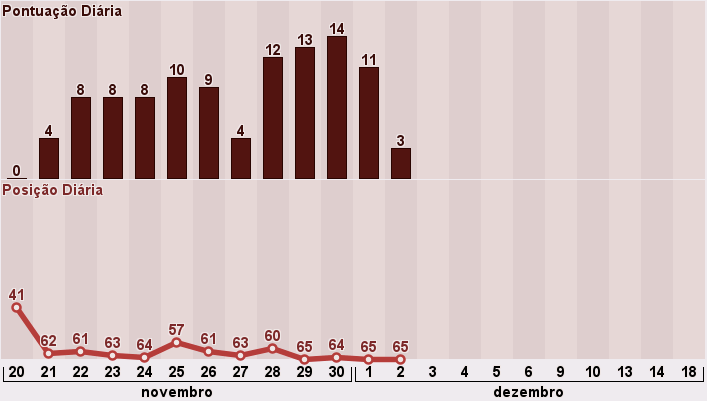 Pontuação Diária
0 4 8 8 8 10 9 4 12 13 14 11 3
Posição Diária
41 62 61 63 64 57 61 63 60 65 64 65 65
20 21 22 23 24 25 26 27 28 29 30 1 2 3 4 5 6 9 10 13 14 18
novembro dezembro